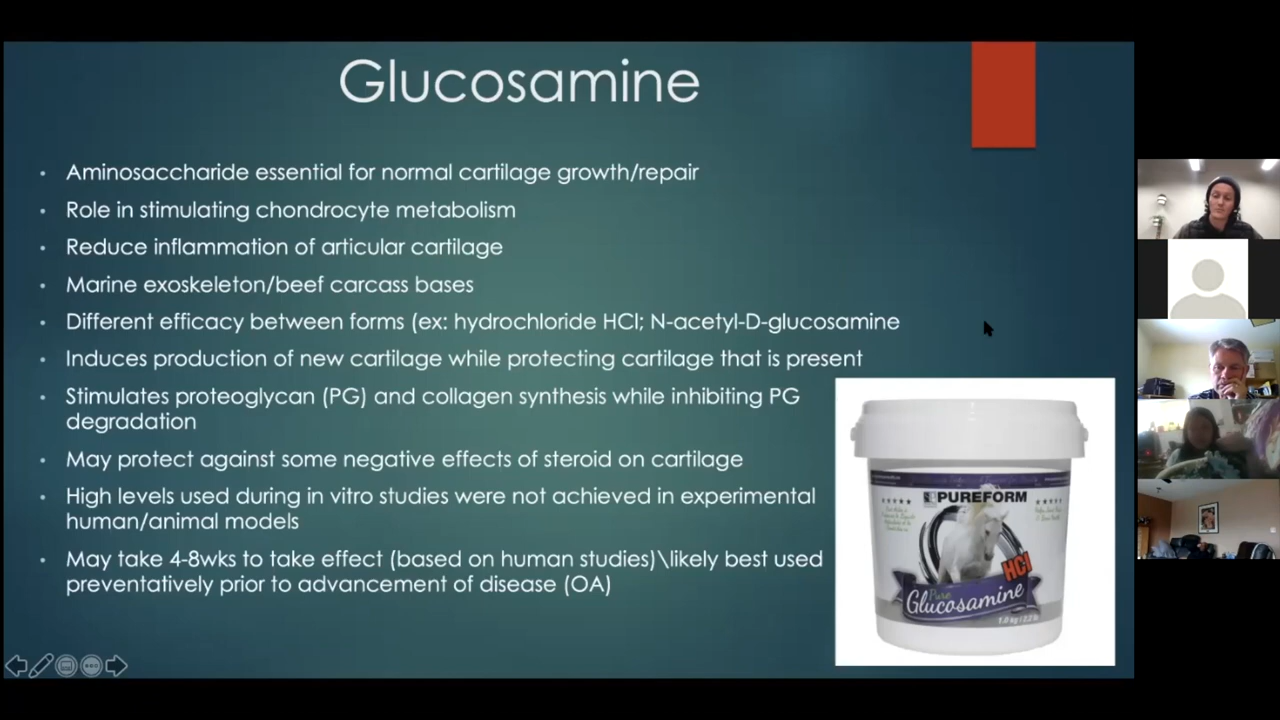 Glucosamine
Aminosaccharide essential for normal cartilage growth/repair
Role in stimulating chondrocyte metabolism
Reduce inflammation of articular cartilage
Marine exoskeleton/beef carcass bases
Different efficacy between forms (ex: hydrochloride HCl; N-acetyl-D-glucosamine
Induces production of new cartilage while protecting cartilage that is present
Stimulates proteoglycan (PG) and collagen synthesis while inhibiting PG
degradation
May protect against some negative effects of steroid on cartilage
High levels used during in vitro studies were not achieved in experimental
human/animal models
May take 4-8wks to take effect (based on human studies)\likely best used
preventatively prior to advancement of disease (OA)
PUREFORM
HCl
Pure
Glucosamine
1.0 kg / 2.2